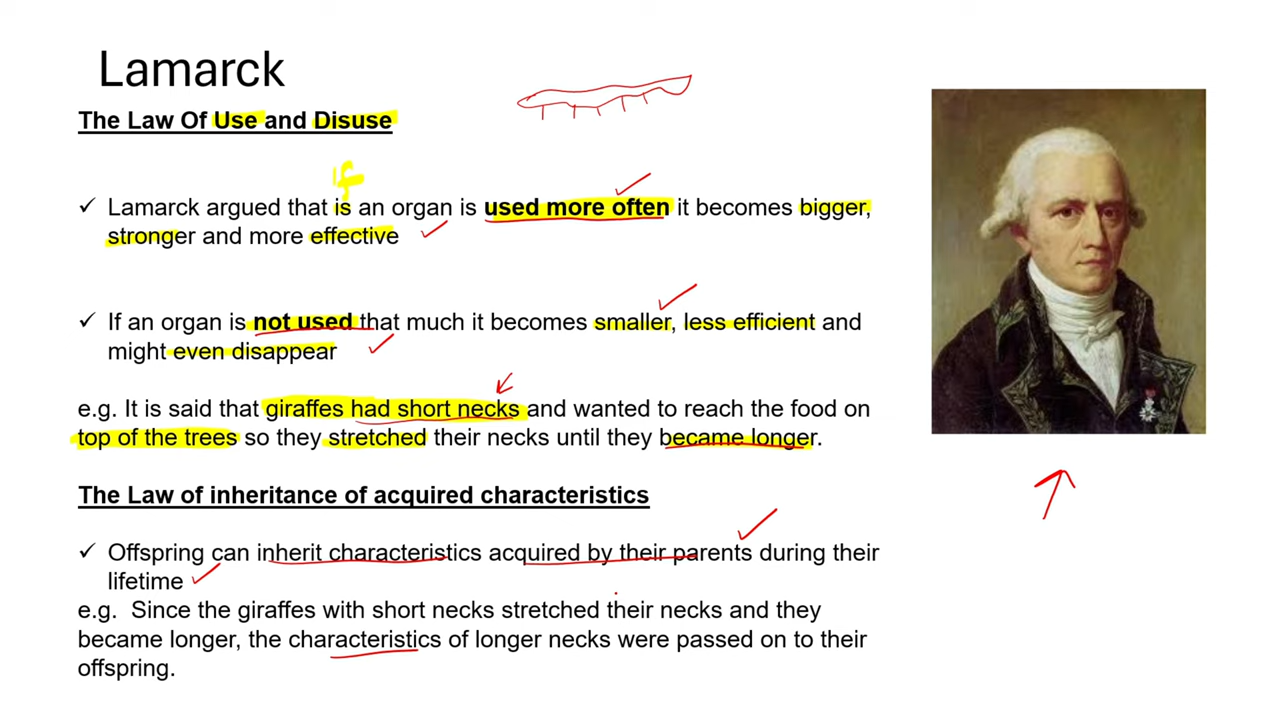 Lamarck
The Law Of Use and Disuse
if
✓ Lamarck argued that is an organ is used more often it becomes bigger,
stronger and more effective
✓ If an organ is not used that much it becomes smaller, less efficient and
might even disappear
e.g. It is said that giraffes had short necks and wanted to reach the food on
top of the trees so they stretched their necks until they became longer.
The Law of inheritance of acquired characteristics
✓ Offspring can inherit characteristics acquired by their parents during their
lifetime
e.g. Since the giraffes with short necks stretched their necks and they
became longer, the characteristics of longer necks were passed on to their
offspring.